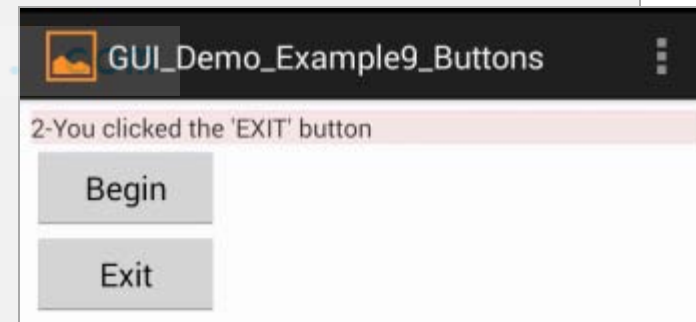 GUI_Demo_Example9_Buttons
2-You clicked the 'EXIT' button
Begin
Exit